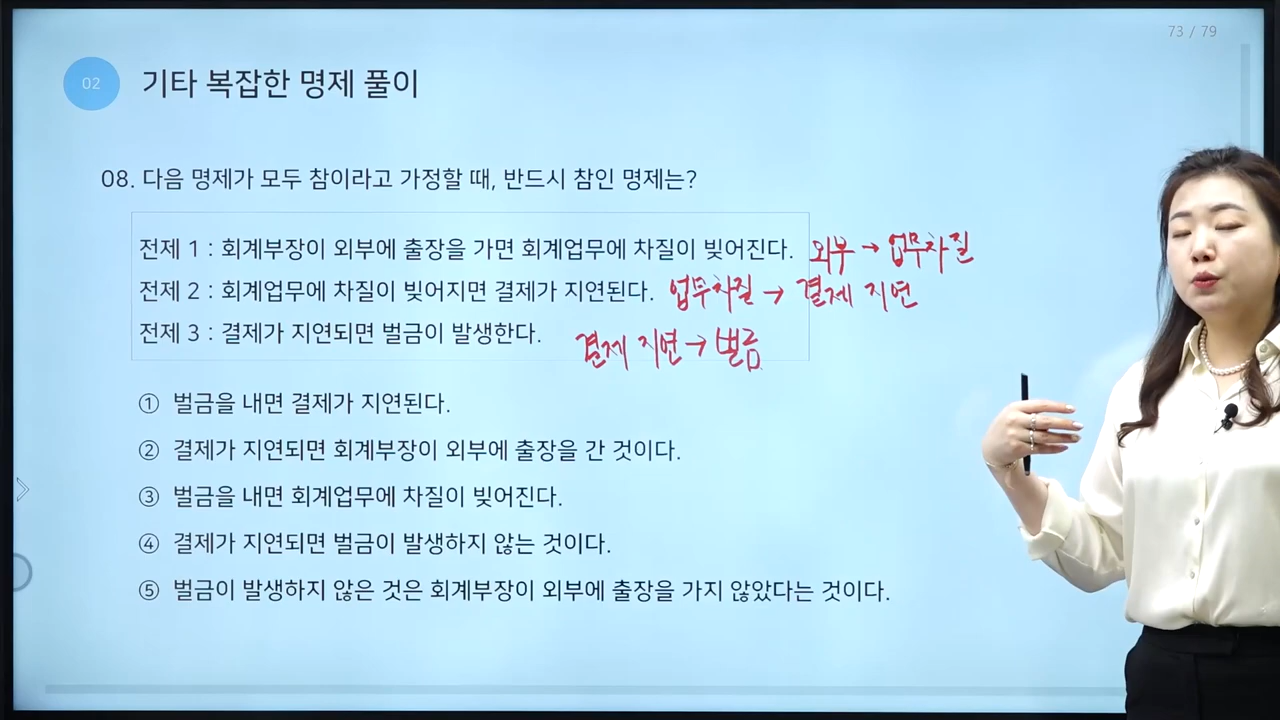 73 / 79
02 기타 복잡한 명제 풀이
08. 다음 명제가 모두 참이라고 가정할 때, 반드시 참인 명제는?
전제 1 : 회계부장이 외부에 출장을 가면 회계업무에 차질이 빚어진다. 외부 → 업무차질
전제 2 : 회계업무에 차질이 빚어지면 결제가 지연된다. 업무차질 → 결제 지연
전제 3 : 결제가 지연되면 벌금이 발생한다. 결제 지연 → 벌금
① 벌금을 내면 결제가 지연된다.
② 결제가 지연되면 회계부장이 외부에 출장을 간 것이다.
③ 벌금을 내면 회계업무에 차질이 빚어진다.
④ 결제가 지연되면 벌금이 발생하지 않는 것이다.
⑤ 벌금이 발생하지 않은 것은 회계부장이 외부에 출장을 가지 않았다는 것이다.